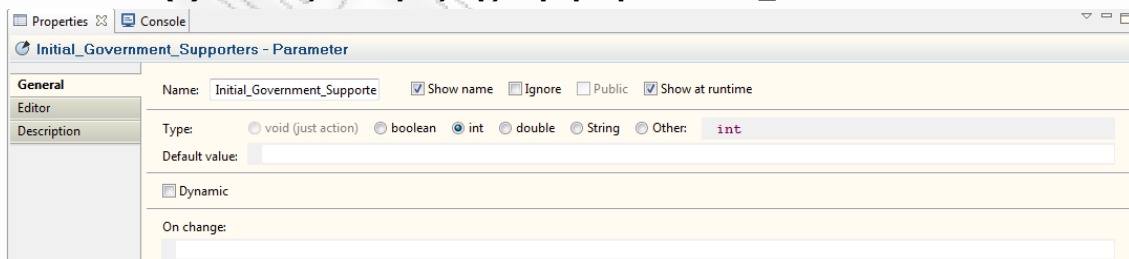 Properties Console
Initial_Government_Supporters - Parameter
General
Editor
Description
Name: Initial_Government_Supporte Show name Ignore Public Show at runtime
Type: void (just action) boolean int double String Other: int
Default value:
Dynamic
On change: